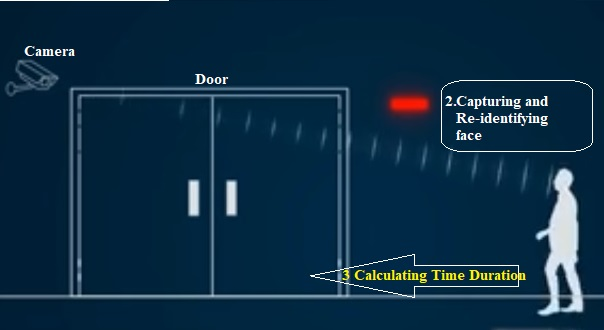 Camera
Door
2.Capturing and
Re-identifying
face
3 Calculating Time Duration